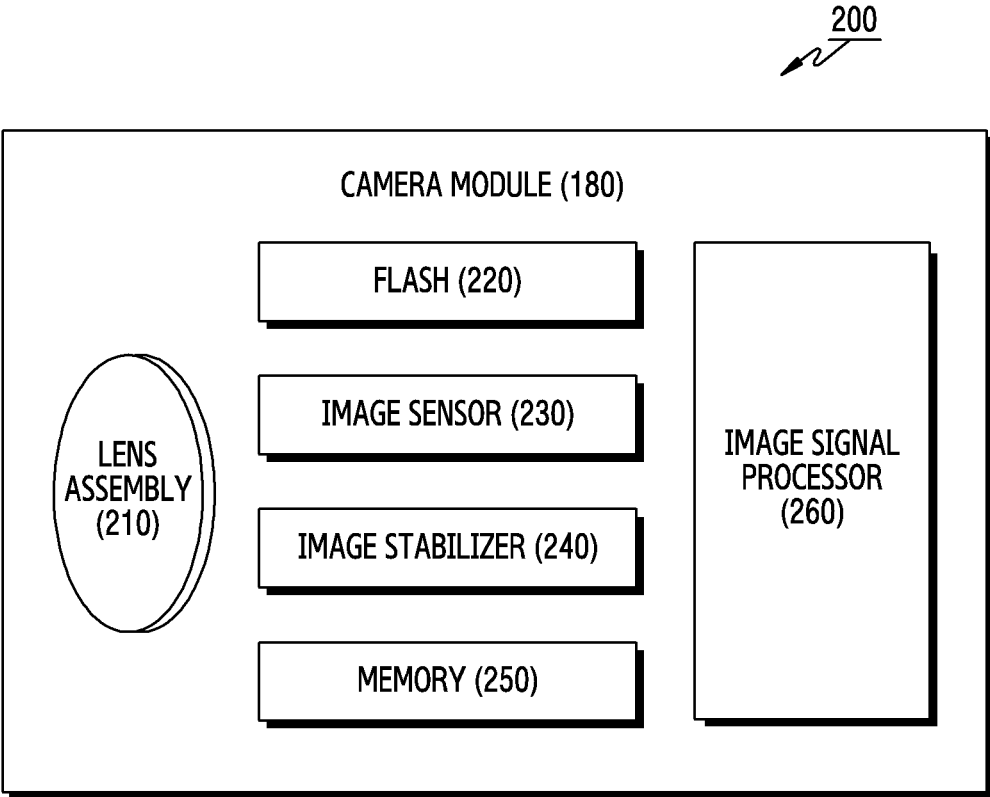 200
CAMERA MODULE (180)
FLASH (220)
IMAGE SENSOR (230)
IMAGE STABILIZER (240)
MEMORY (250)
LENS
ASSEMBLY
(210)
IMAGE SIGNAL
PROCESSOR
(260)